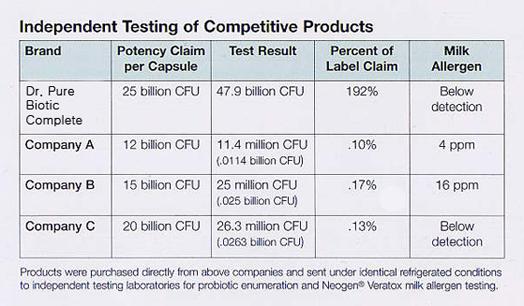 Independent Testing of Competitive Products
Brand Potency Claim per Capsule Test Result Percent of Label Claim Milk Allergen
Dr. Pure Biotic Complete 25 billion CFU 47.9 billion CFU 192% Below detection
Company A 12 billion CFU 11.4 million CFU (.0114 billion CFU) .10% 4 ppm
Company B 15 billion CFU 25 million CFU (.025 billion CFU) .17% 16 ppm
Company C 20 billion CFU 26.3 million CFU (.0263 billion CFU) .13% Below detection
Products were purchased directly from above companies and sent under identical refrigerated conditions
to independent testing laboratories for probiotic enumeration and Neogen® Veratox milk allergen testing.